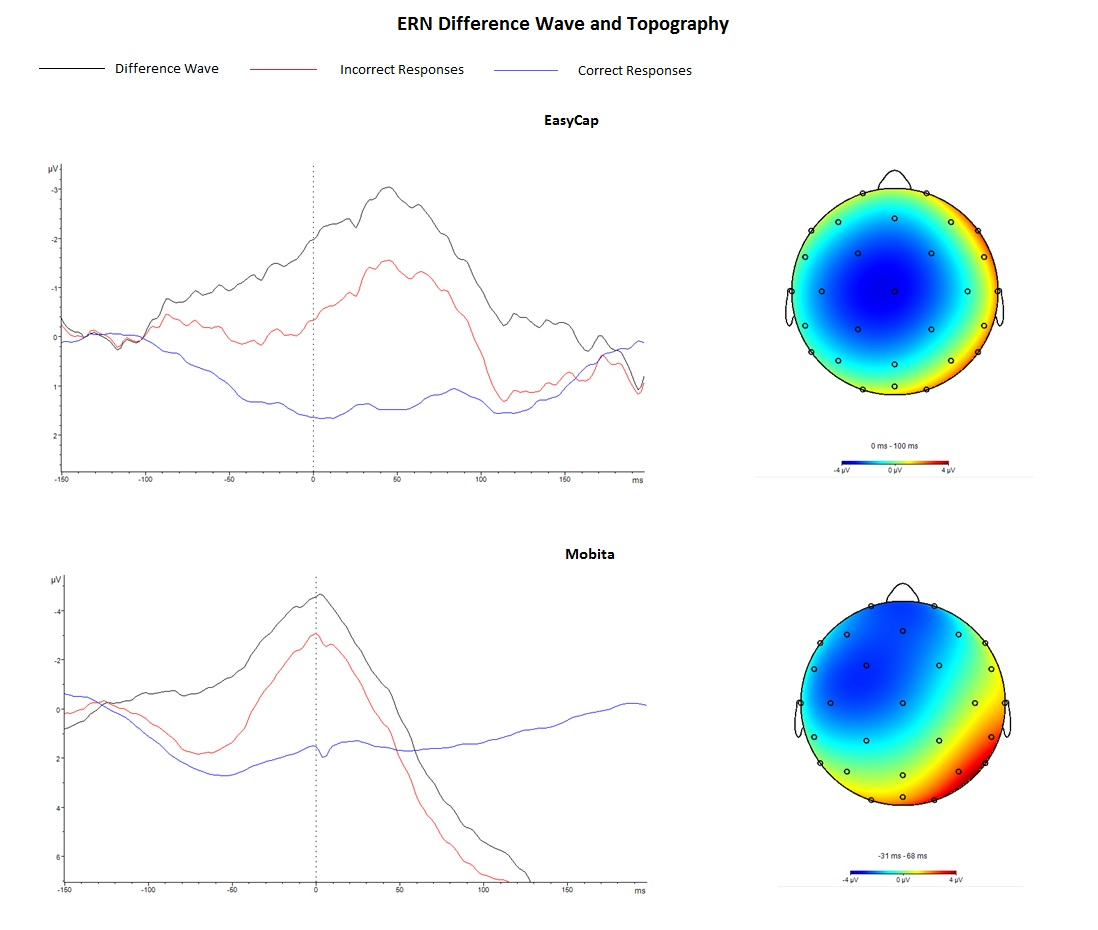 ERN Difference Wave and Topography
Difference Wave
Incorrect Responses
Correct Responses
EasyCap
µV
-3
-2
-1
0
1
2
-150 -100 -50 0 50 100 150 ms
0 ms - 100 ms
-4 µV 0 µV 4 µV
Mobita
µV
-4
-2
0
2
4
6
-150 -100 -50 0 50 100 150 ms
-31 ms - 68 ms
-4 µV 0 µV 4 µV